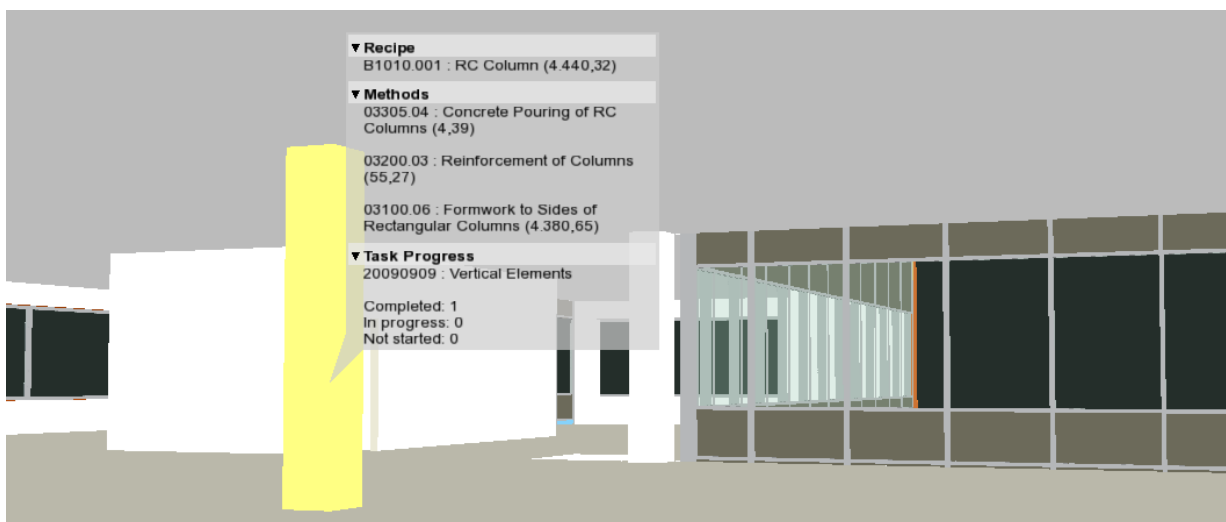 Recipe
B1010.001 : RC Column (4.440,32)
Methods
03305.04 : Concrete Pouring of RC
Columns (4,39)
03200.03 : Reinforcement of Columns
(55,27)
03100.06 : Formwork to Sides of
Rectangular Columns (4.380,65)
Task Progress
20090909 : Vertical Elements
Completed: 1
In progress: 0
Not started: 0